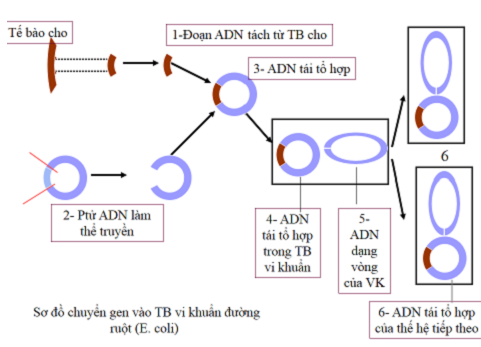 Tế bào cho
1-Đoạn ADN tách từ TB cho
3- ADN tái tổ hợp
2- Ptử ADN làm
thể truyền
4- ADN
tái tổ hợp
trong TB
vi khuẩn
5-
ADN
dạng
vòng
của VK
6
6- ADN tái tổ hợp
của thế hệ tiếp theo
Sơ đồ chuyển gen vào TB vi khuẩn đường
ruột (E. coli)